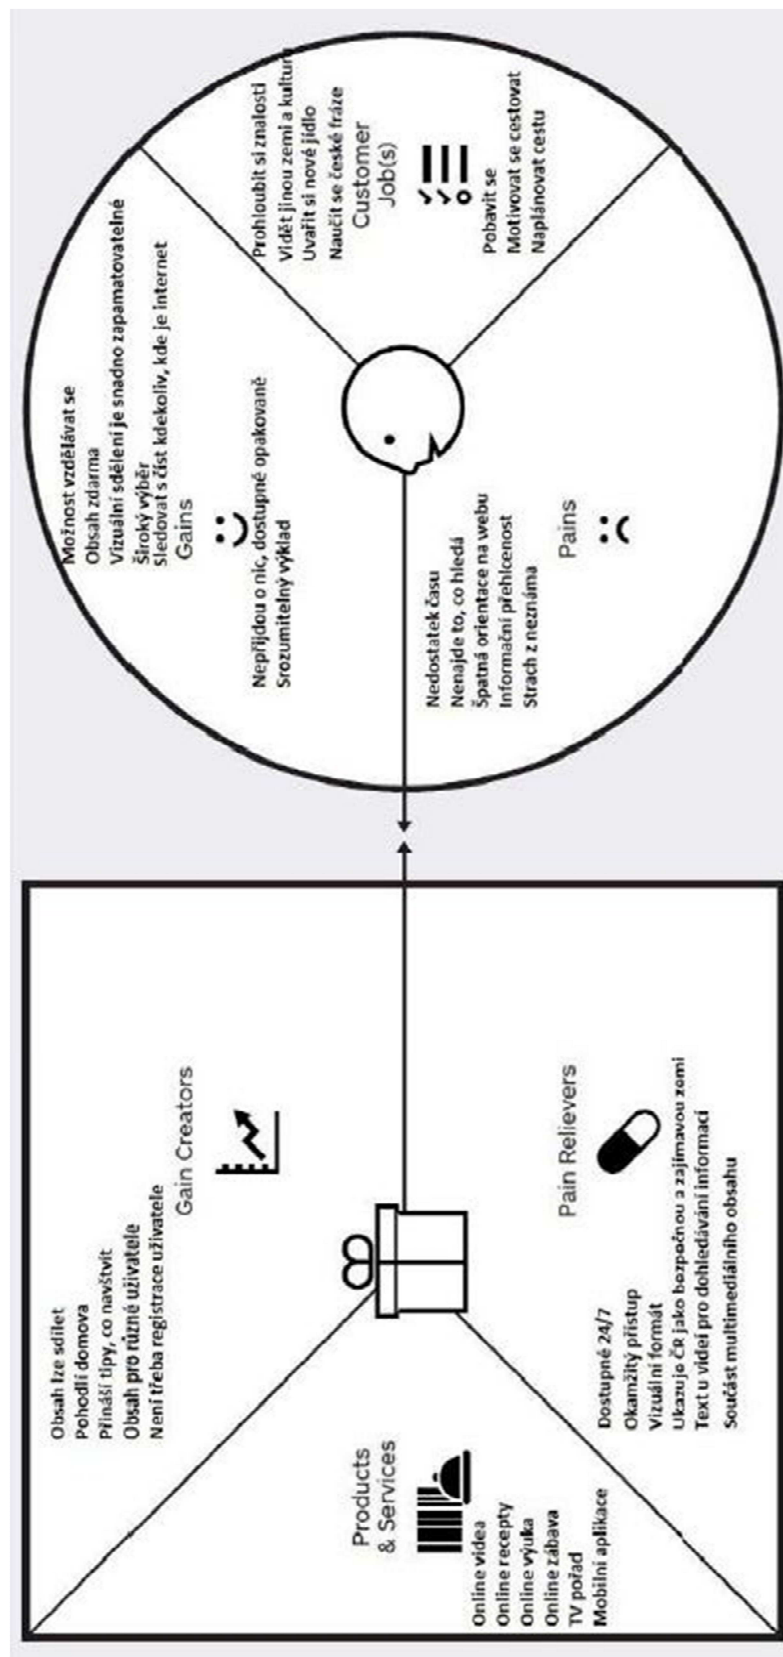 Obsah lze sdílet
Pohodlí domova
Přináší tipy, co navštívit
Obsah pro různé uživatele
Není třeba registrace uživatele
Gain Creators
Products
& Services
Online videa
Online recepty
Online výuka
Online zábava
TV pořad
Mobilní aplikace
Pain Relievers
Dostupné 24/7
Okamžitý přístup
Vizuální formát
Ukazuje ČR jako bezpečnou a zajímavou zemi
Text u videí pro dohledávání informací
Součást multimediálního obsahu
Možnost vzdělávat se
Obsah zdarma
Vizuální sdělení je snadno zapamatovatelné
Široký výběr
Sledovat s číst kdekoliv, kde je internet
Gains
Nepřijdou o nic, dostupné opakovaně
Srozumitelný výklad
Prohloubit si znalosti
Vidět jinou zemi a kulturu
Uvařit si nové jídlo
Naučit se české fráze
Customer
Job(s)
Pobavit se
Motivovat se cestovat
Naplánovat cestu
Nedostatek času
Nenajde to, co hledá
Špatná orientace na webu
Informační přehlcenost
Strach z neznáma
Pains